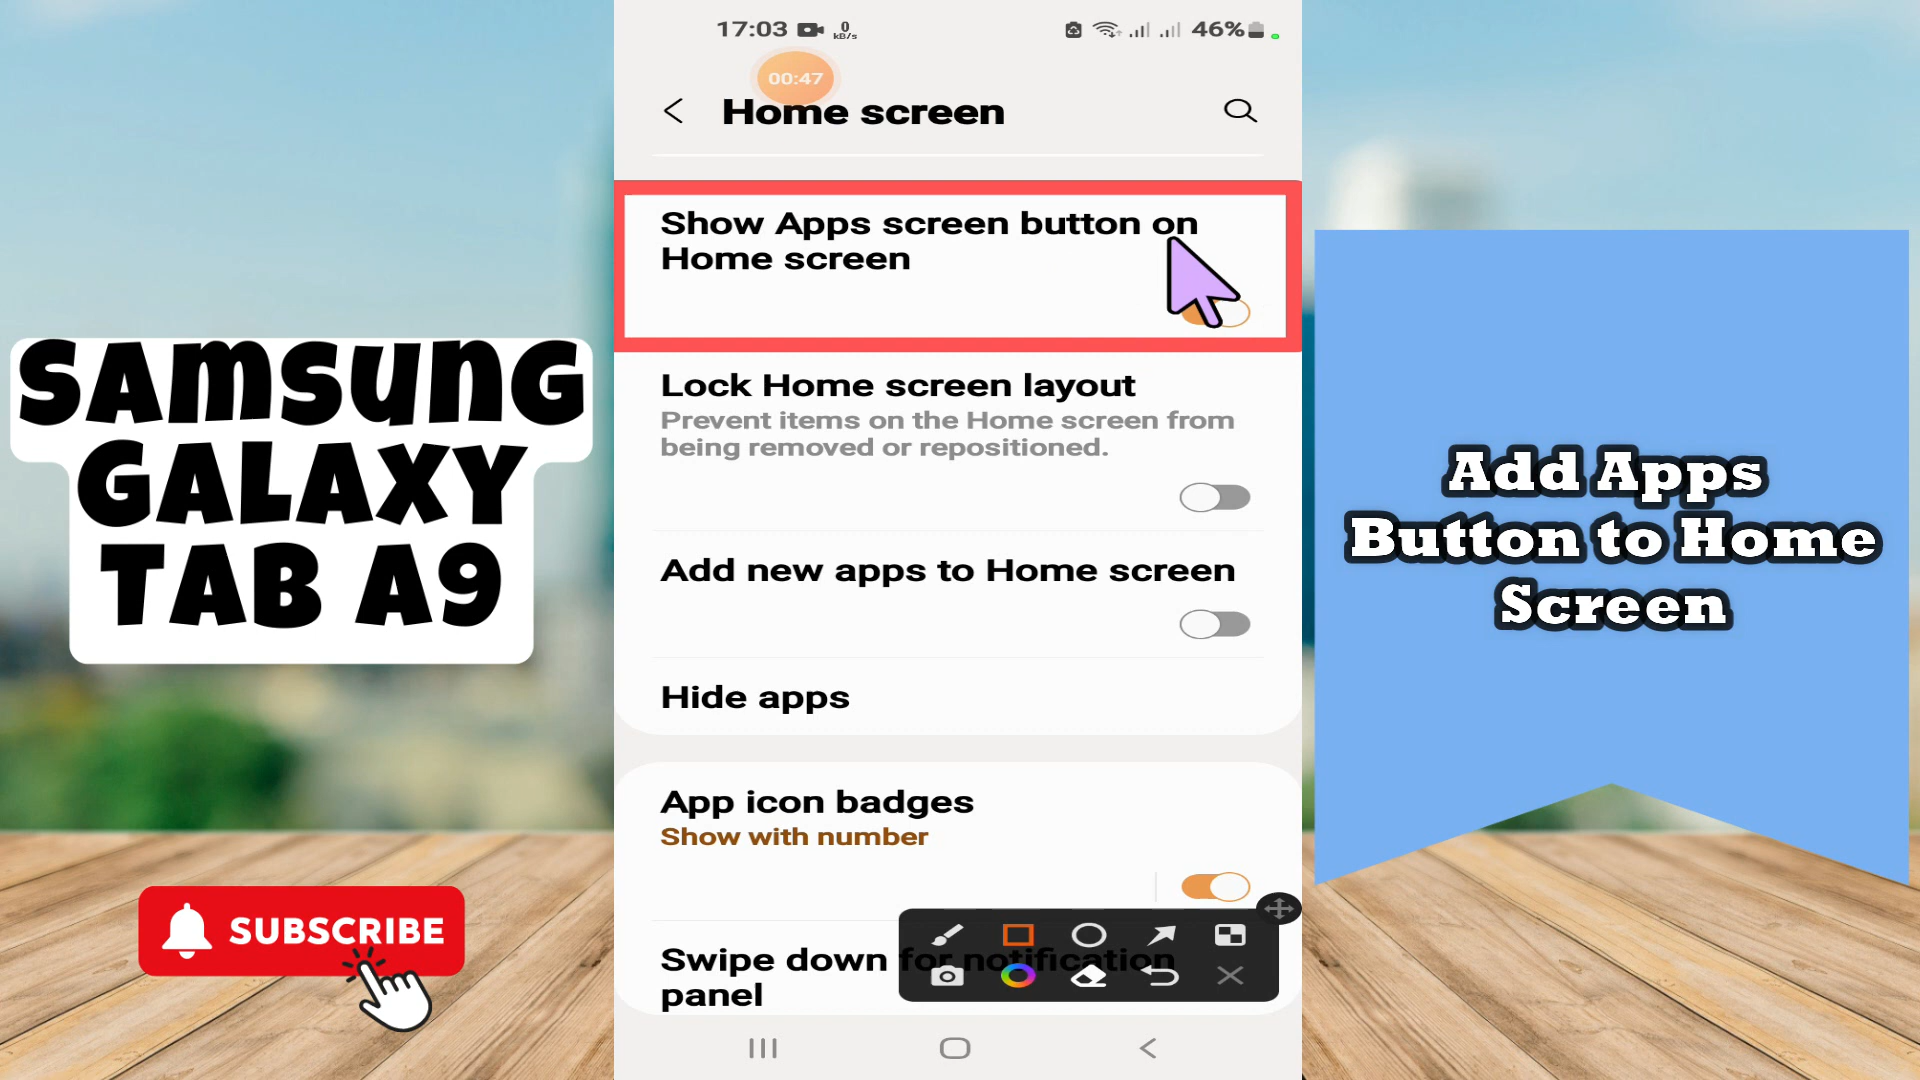 SAMSUNG
GALAXY
TAB A9
SUBSCRIBE
17:03
0
kB/s
46%
00:47
Home screen
Show Apps screen button on
Home screen
Lock Home screen layout
Prevent items on the Home screen from
being removed or repositioned.
Add new apps to Home screen
Hide apps
App icon badges
Show with number
Swipe down for notification
panel
Add Apps
Button to Home
Screen